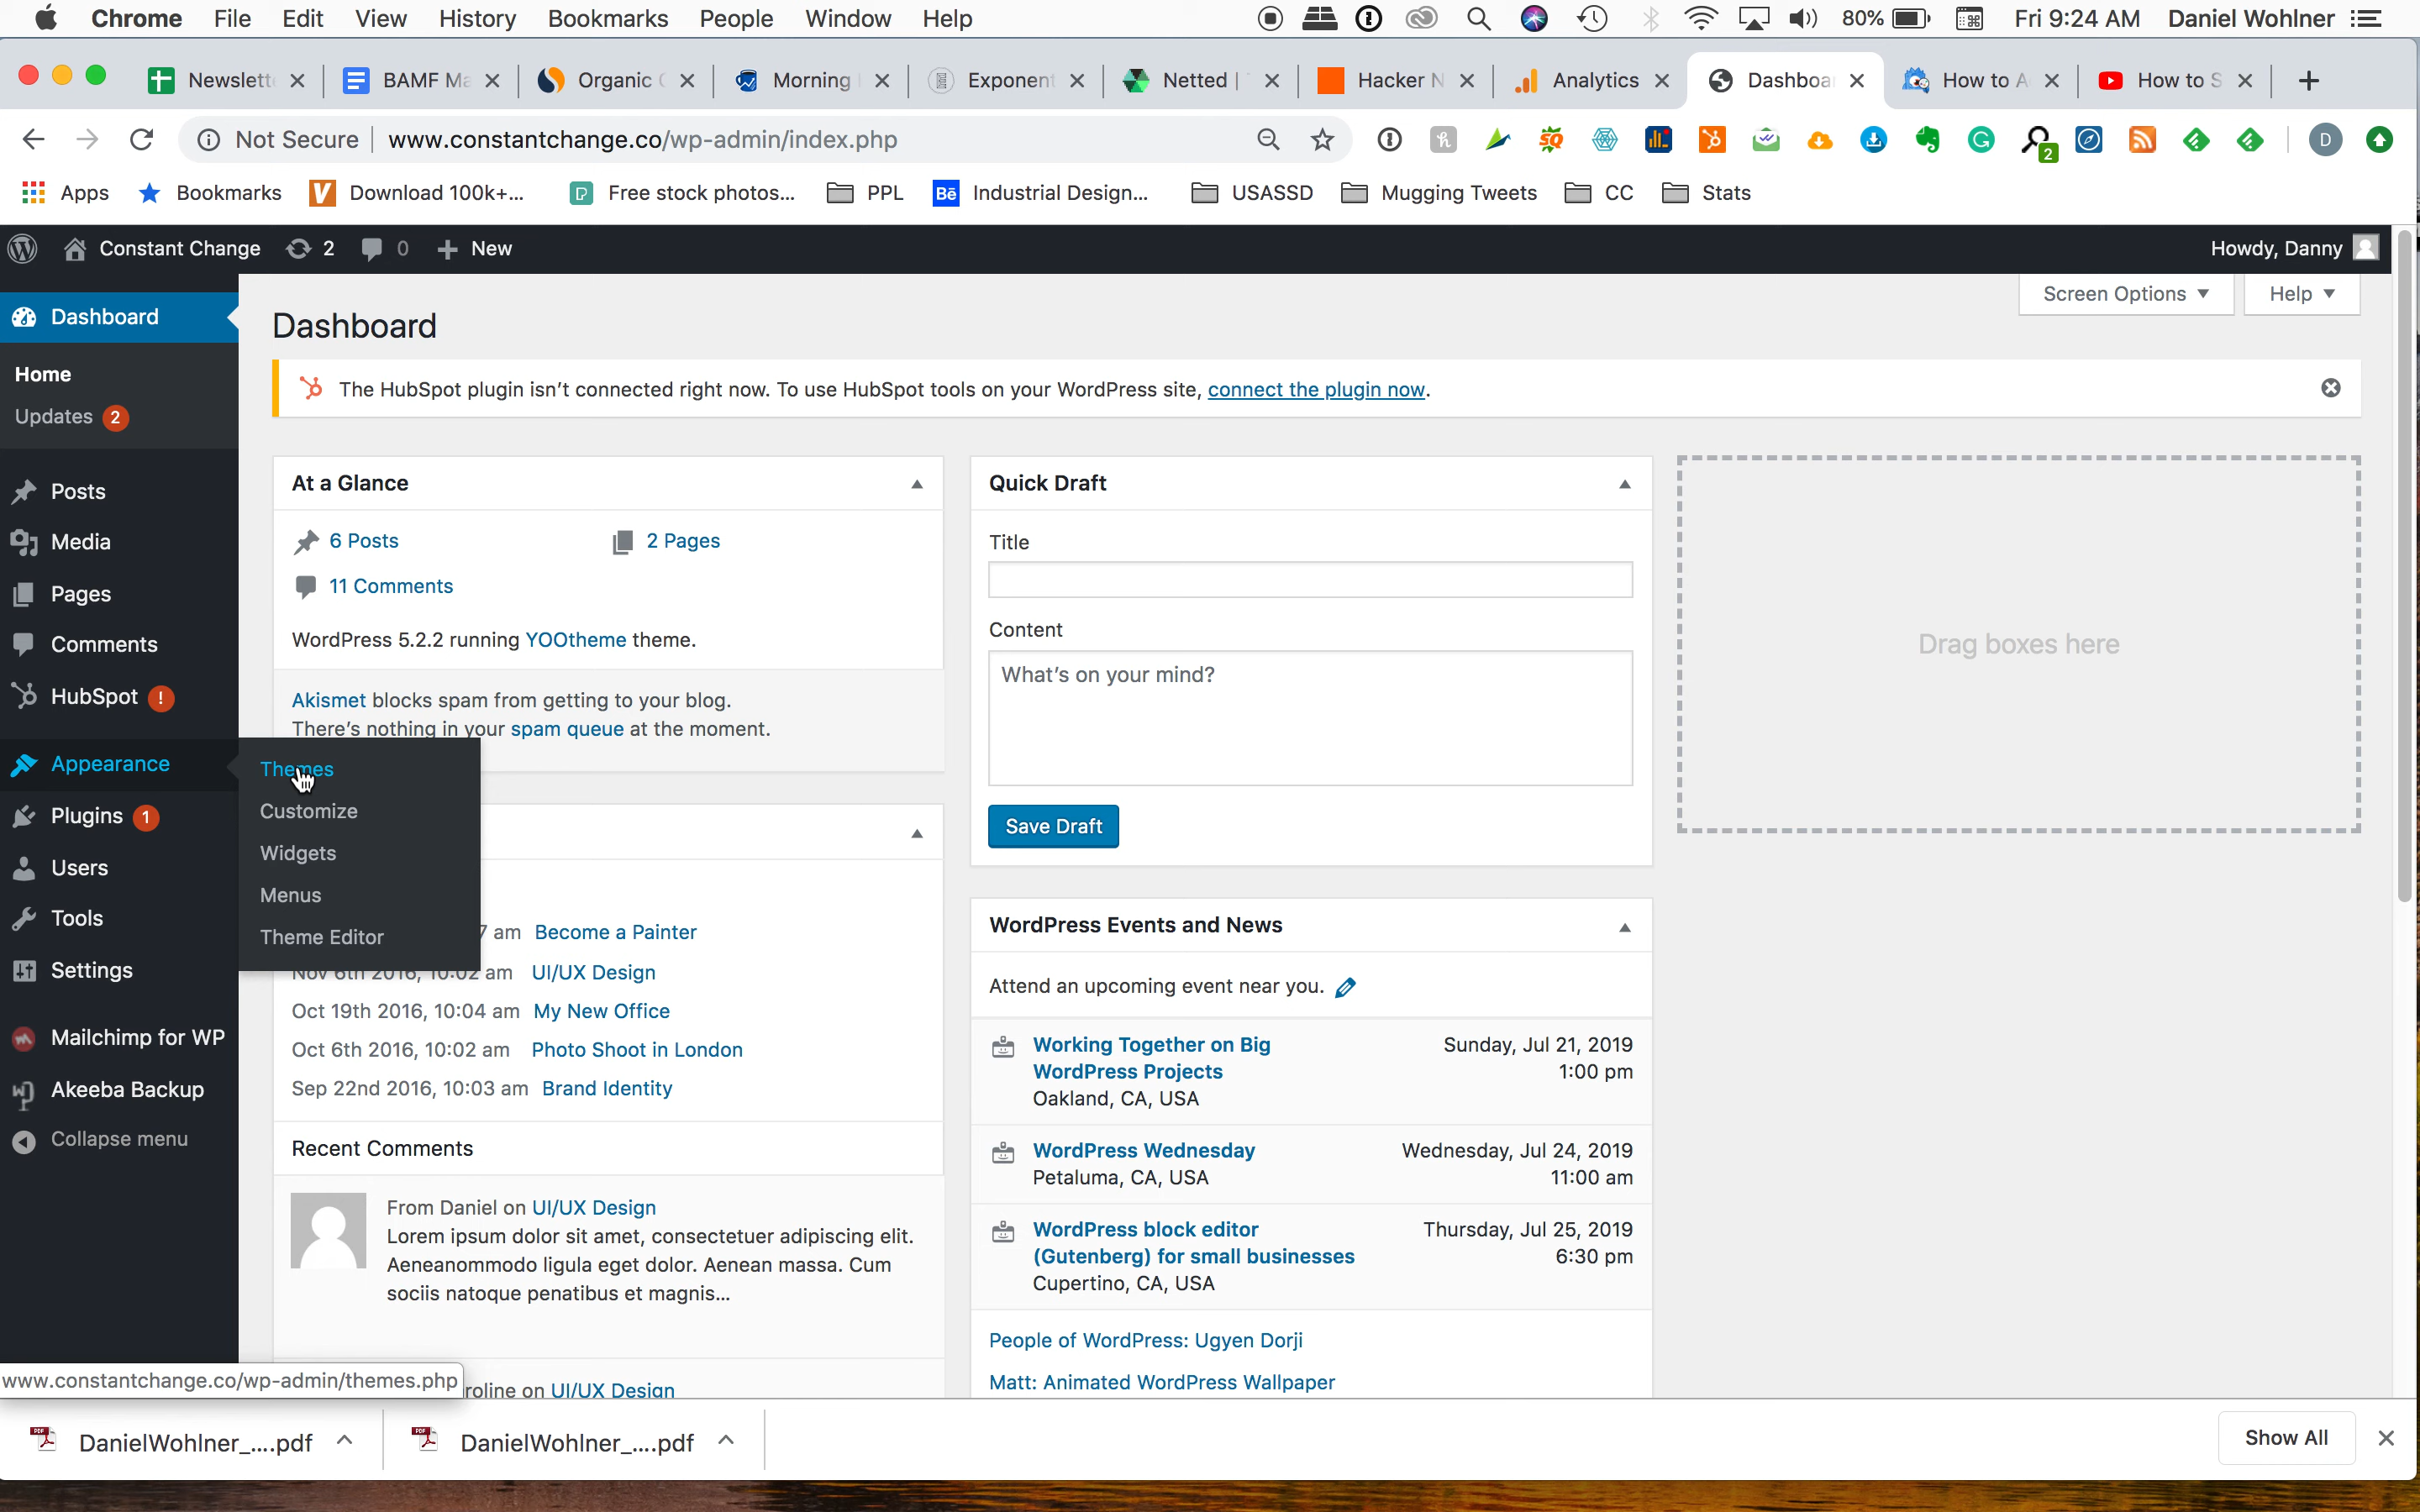 Chrome File Edit View History Bookmarks People Window Help 80% Fri 9:24 AM Daniel Wohlner
Newslett BAMF Ma Organic Morning Exponent Netted | Hacker N Analytics Dashboar How to A How to S
Not Secure www.constantchange.co/wp-admin/index.php 2 D
Apps Bookmarks Download 100k+... Free stock photos... PPL Bē Industrial Design... USASSD Mugging Tweets CC Stats
Constant Change 2 0 New Howdy, Danny
Dashboard
Home
Updates 2
Posts
Media
Pages
Comments
HubSpot !
Appearance
Plugins 1
Users
Tools
Settings
Mailchimp for WP
Akeeba Backup
Collapse menu
Themes
Customize
Widgets
Menus
Theme Editor
Screen Options Help
Dashboard
The HubSpot plugin isn't connected right now. To use HubSpot tools on your WordPress site, connect the plugin now.
At a Glance
6 Posts 2 Pages
11 Comments
WordPress 5.2.2 running YOOtheme theme.
Akismet blocks spam from getting to your blog.
There's nothing in your spam queue at the moment.
7 am Become a Painter
Nov 6th 2016, 10:02 am UI/UX Design
Oct 19th 2016, 10:04 am My New Office
Oct 6th 2016, 10:02 am Photo Shoot in London
Sep 22nd 2016, 10:03 am Brand Identity
Recent Comments
From Daniel on UI/UX Design
Lorem ipsum dolor sit amet, consectetuer adipiscing elit.
Aeneanommodo ligula eget dolor. Aenean massa. Cum
sociis natoque penatibus et magnis...
roline on UI/UX Design
Quick Draft
Title
Content
What's on your mind?
Save Draft
WordPress Events and News
Attend an upcoming event near you.
Working Together on Big Sunday, Jul 21, 2019
WordPress Projects 1:00 pm
Oakland, CA, USA
WordPress Wednesday Wednesday, Jul 24, 2019
Petaluma, CA, USA 11:00 am
WordPress block editor Thursday, Jul 25, 2019
(Gutenberg) for small businesses 6:30 pm
Cupertino, CA, USA
People of WordPress: Ugyen Dorji
Matt: Animated WordPress Wallpaper
Drag boxes here
www.constantchange.co/wp-admin/themes.php
DanielWohlner_....pdf DanielWohlner_....pdf Show All